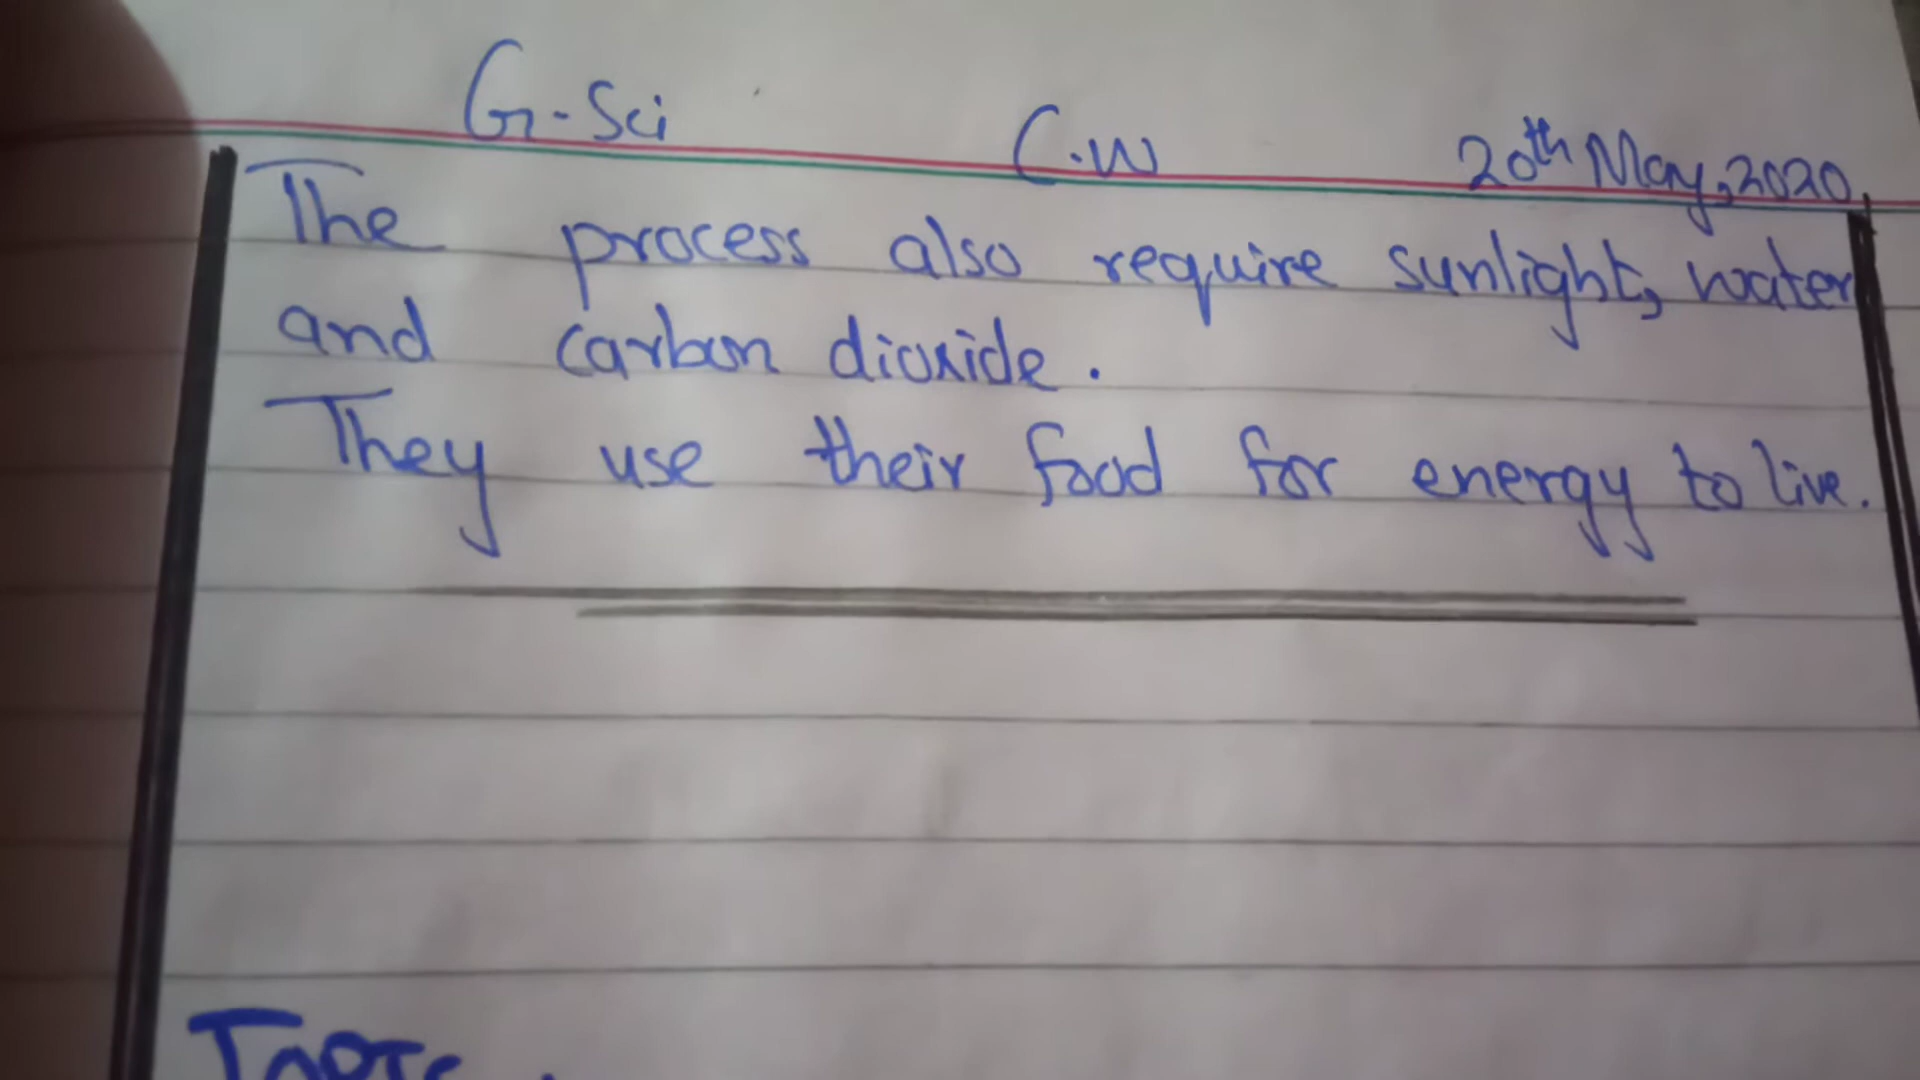 G-Sci C.W 20th May, 2020
The process also require sunlight, water
and carbon dioxide.
They use their food for energy to live.